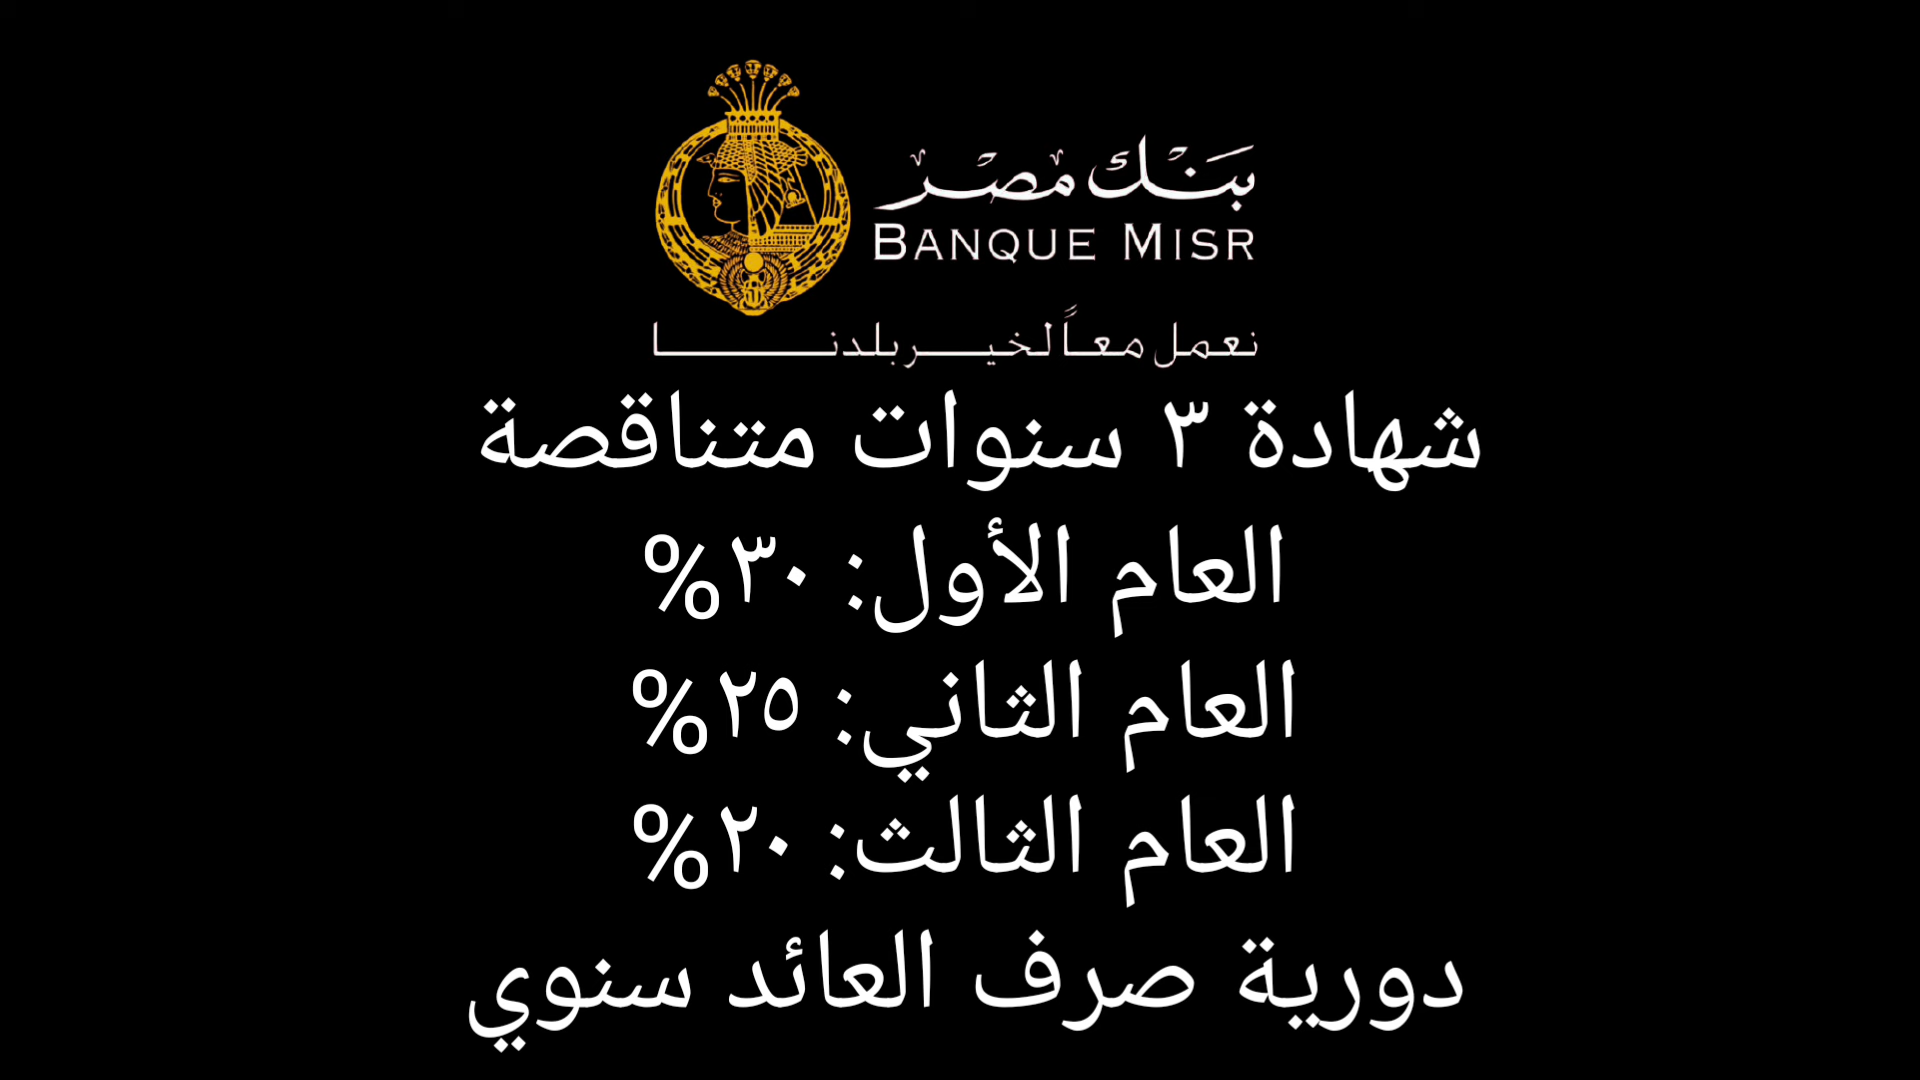 بنك مصر
BANQUE MISR
نعمل معاً لخير بلدنا
شهادة ٣ سنوات متناقصة
العام الأول: ٣٠%
العام الثاني: ٢٥%
العام الثالث: ٢٠%
دورية صرف العائد سنوي